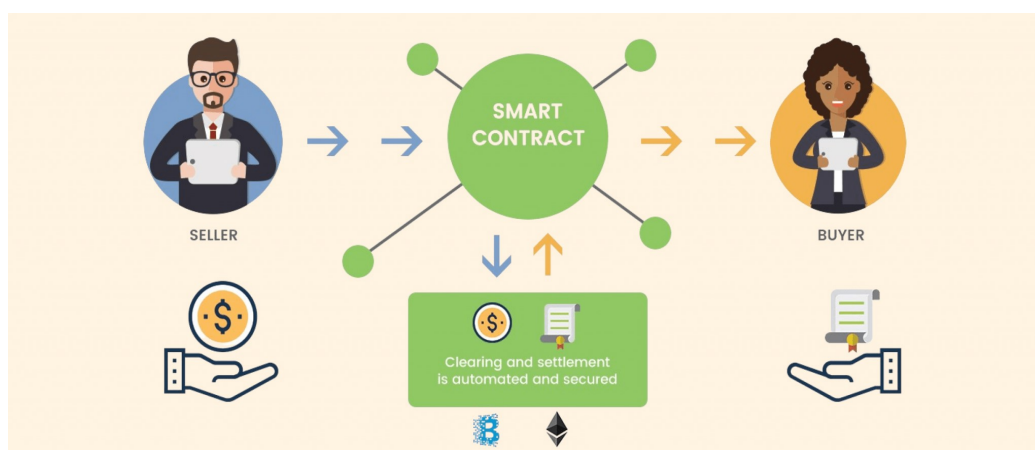 SMART
CONTRACT
SELLER
BUYER
Clearing and settlement
is automated and secured